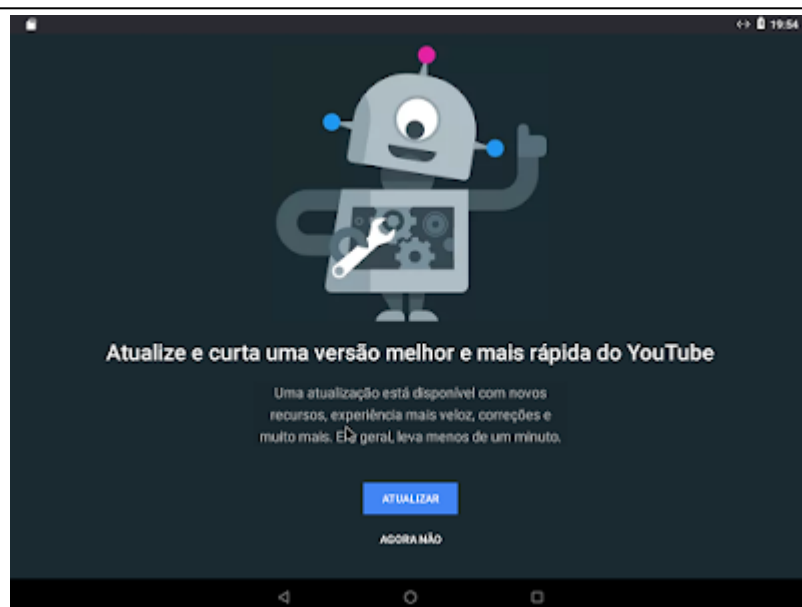 19:54
Atualize e curta uma versão melhor e mais rápida do YouTube
Uma atualização está disponível com novos
recursos, experiência mais veloz, correções e
muito mais. Em geral, leva menos de um minuto.
ATUALIZAR
AGORA NÃO